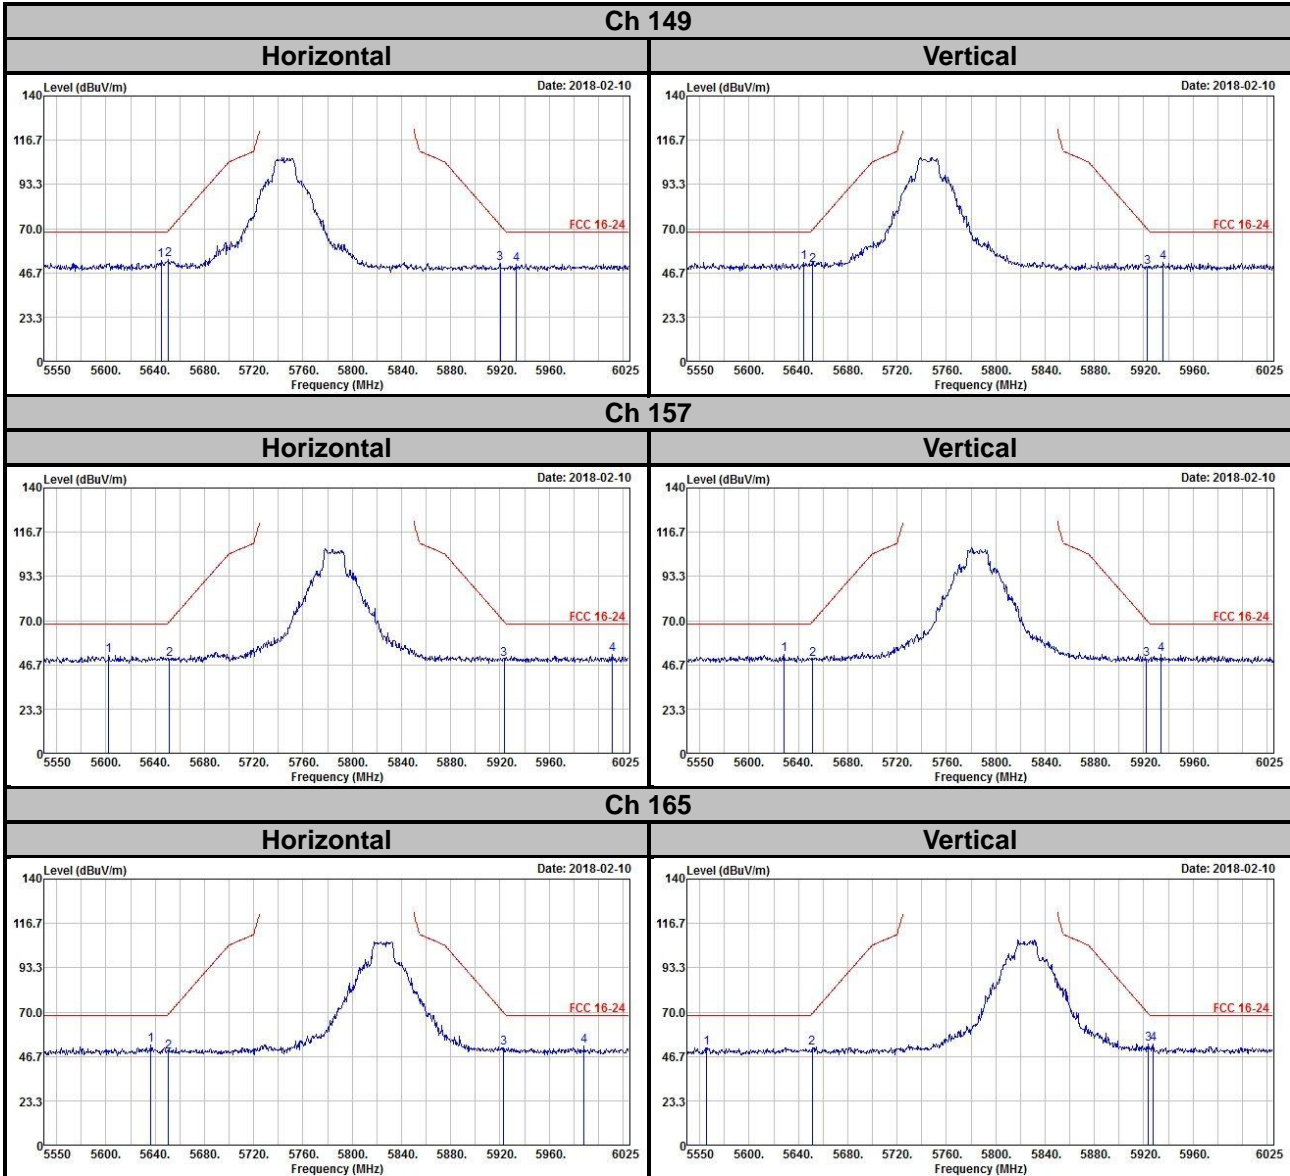 Ch 149
Horizontal Vertical
Level (dBuV/m) Date: 2018-02-10 Level (dBuV/m) Date: 2018-02-10
140 140
116.7 116.7
93.3 93.3
70.0 FCC 16-24 70.0 FCC 16-24
1 2 3 4 1 2 3 4
46.7 46.7
23.3 23.3
0 0
5550 5600. 5640. 5680. 5720. 5760. 5800. 5840. 5880. 5920. 5960. 6025 5550 5600. 5640. 5680. 5720. 5760. 5800. 5840. 5880. 5920. 5960. 6025
Frequency (MHz) Frequency (MHz)
Ch 157
Horizontal Vertical
Level (dBuV/m) Date: 2018-02-10 Level (dBuV/m) Date: 2018-02-10
140 140
116.7 116.7
93.3 93.3
70.0 FCC 16-24 70.0 FCC 16-24
1 2 3 4 1 2 3 4
46.7 46.7
23.3 23.3
0 0
5550 5600. 5640. 5680. 5720. 5760. 5800. 5840. 5880. 5920. 5960. 6025 5550 5600. 5640. 5680. 5720. 5760. 5800. 5840. 5880. 5920. 5960. 6025
Frequency (MHz) Frequency (MHz)
Ch 165
Horizontal Vertical
Level (dBuV/m) Date: 2018-02-10 Level (dBuV/m) Date: 2018-02-10
140 140
116.7 116.7
93.3 93.3
70.0 FCC 16-24 70.0 FCC 16-24
1 2 3 4 1 2 3 4
46.7 46.7
23.3 23.3
0 0
5550 5600. 5640. 5680. 5720. 5760. 5800. 5840. 5880. 5920. 5960. 6025 5550 5600. 5640. 5680. 5720. 5760. 5800. 5840. 5880. 5920. 5960. 6025
Frequency (MHz) Frequency (MHz)